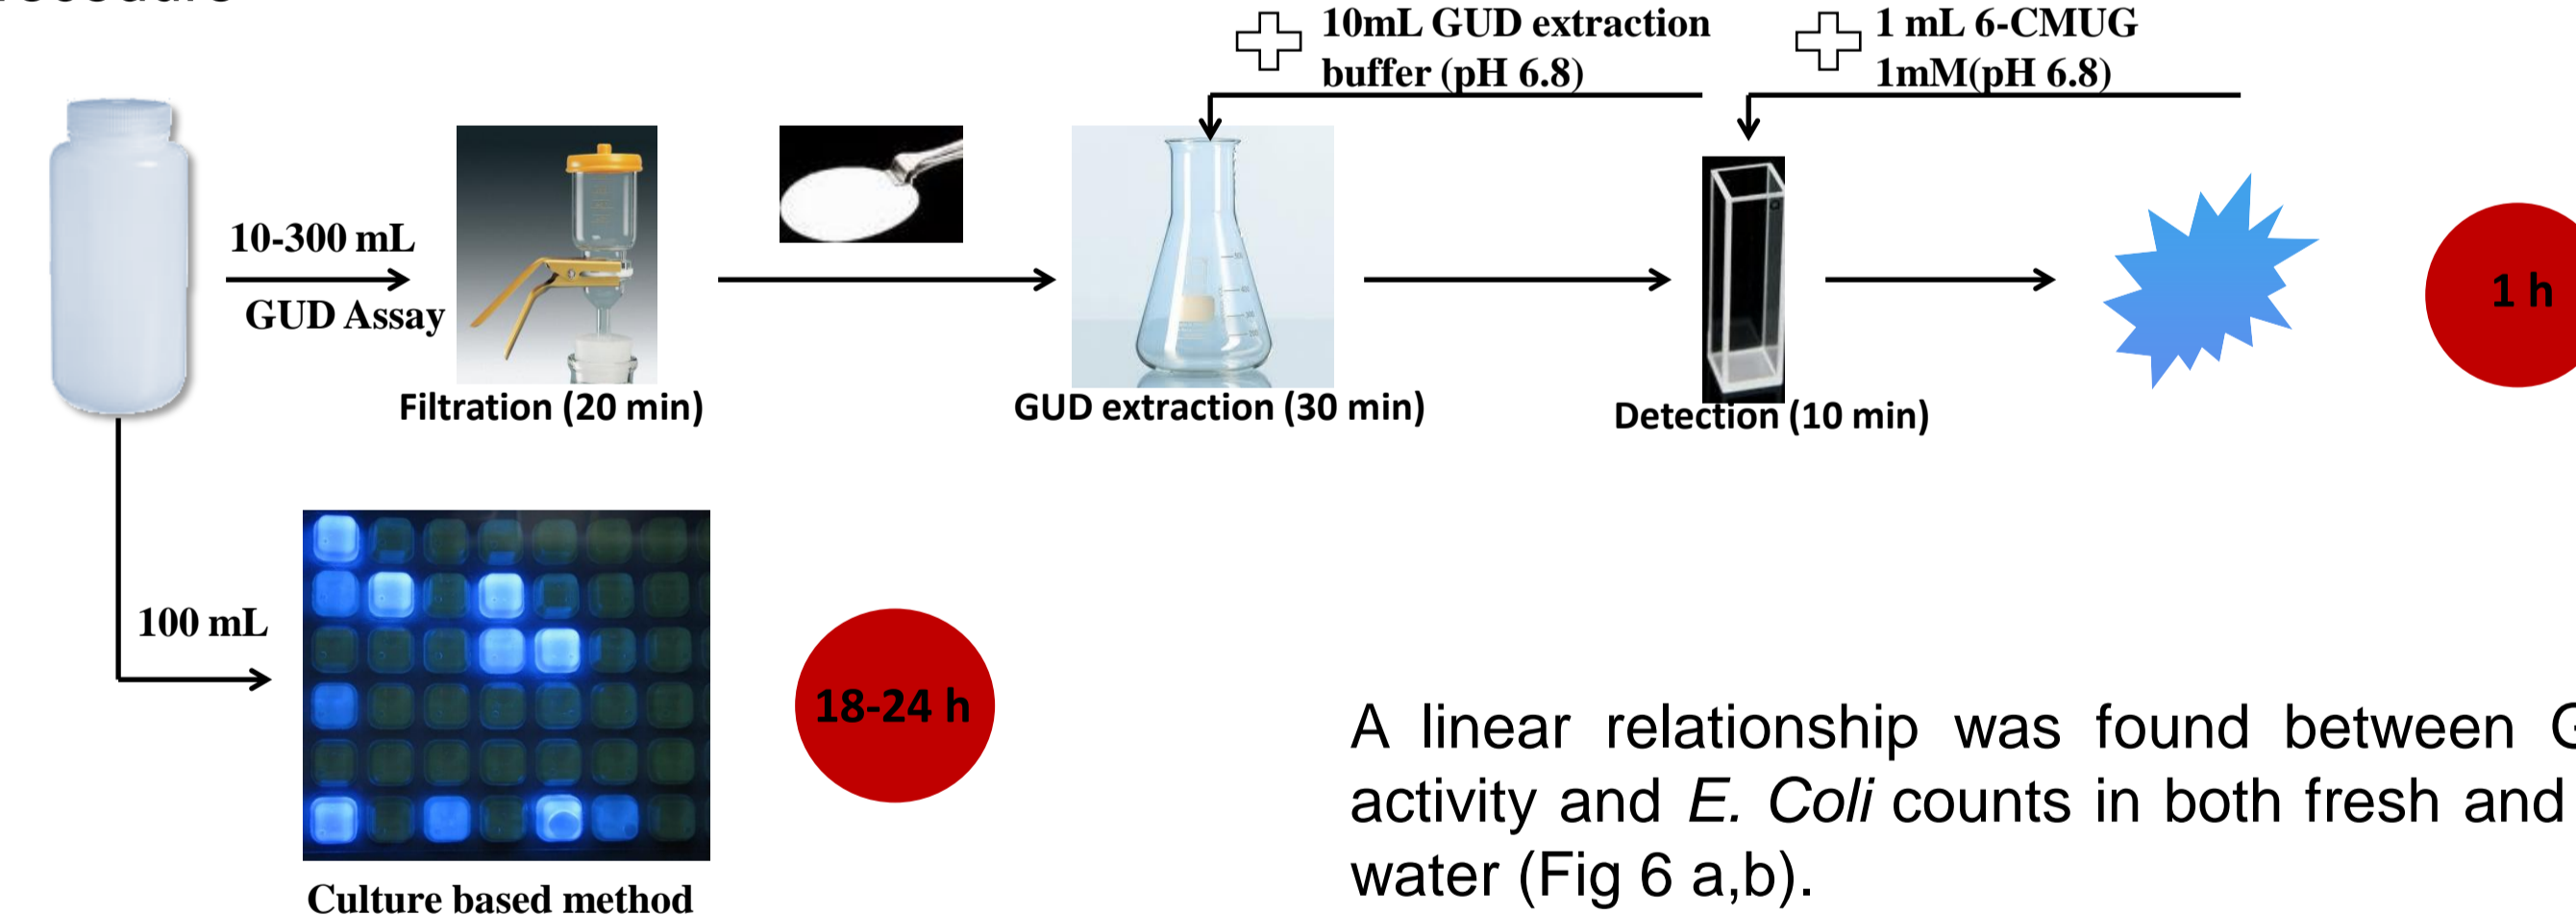 10mL GUD extraction
buffer (pH 6.8)
1 mL 6-CMUG
1mM(pH 6.8)
10-300 mL
GUD Assay
1 h
Filtration (20 min)
GUD extraction (30 min)
Detection (10 min)
100 mL
18-24 h
A linear relationship was found between
activity and E. Coli counts in both fresh and
water (Fig 6 a,b).
Culture based method